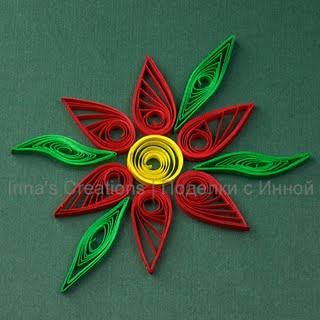 Inna's Creations | Поделки с Инной